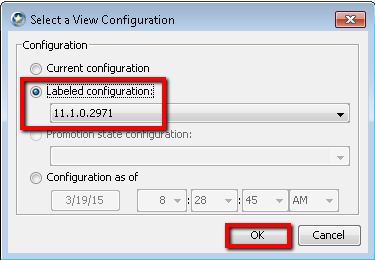 Select a View Configuration
Configuration
Current configuration
Labeled configuration:
11.1.0.2971
Promotion state configuration:
Configuration as of
3/19/15 8 : 28 : 45 AM
OK Cancel